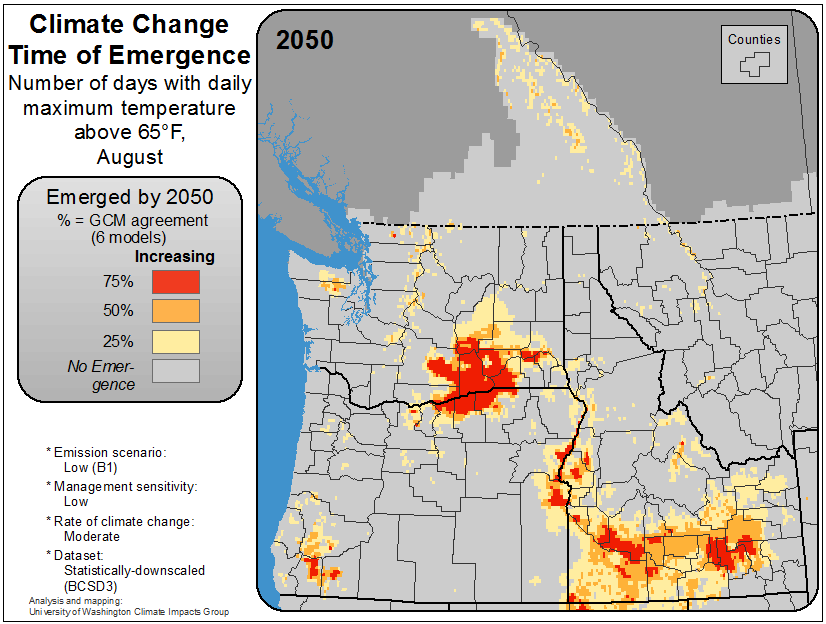 Climate Change
Time of Emergence
Number of days with daily
maximum temperature
above 65°F,
August
Emerged by 2050
% = GCM agreement
(6 models)
Increasing
75%
50%
25%
No Emer-
gence
* Emission scenario:
Low (B1)
* Management sensitivity:
Low
* Rate of climate change:
Moderate
* Dataset:
Statistically-downscaled
(BCSD3)
Analysis and mapping:
University of Washington Climate Impacts Group
2050
Counties